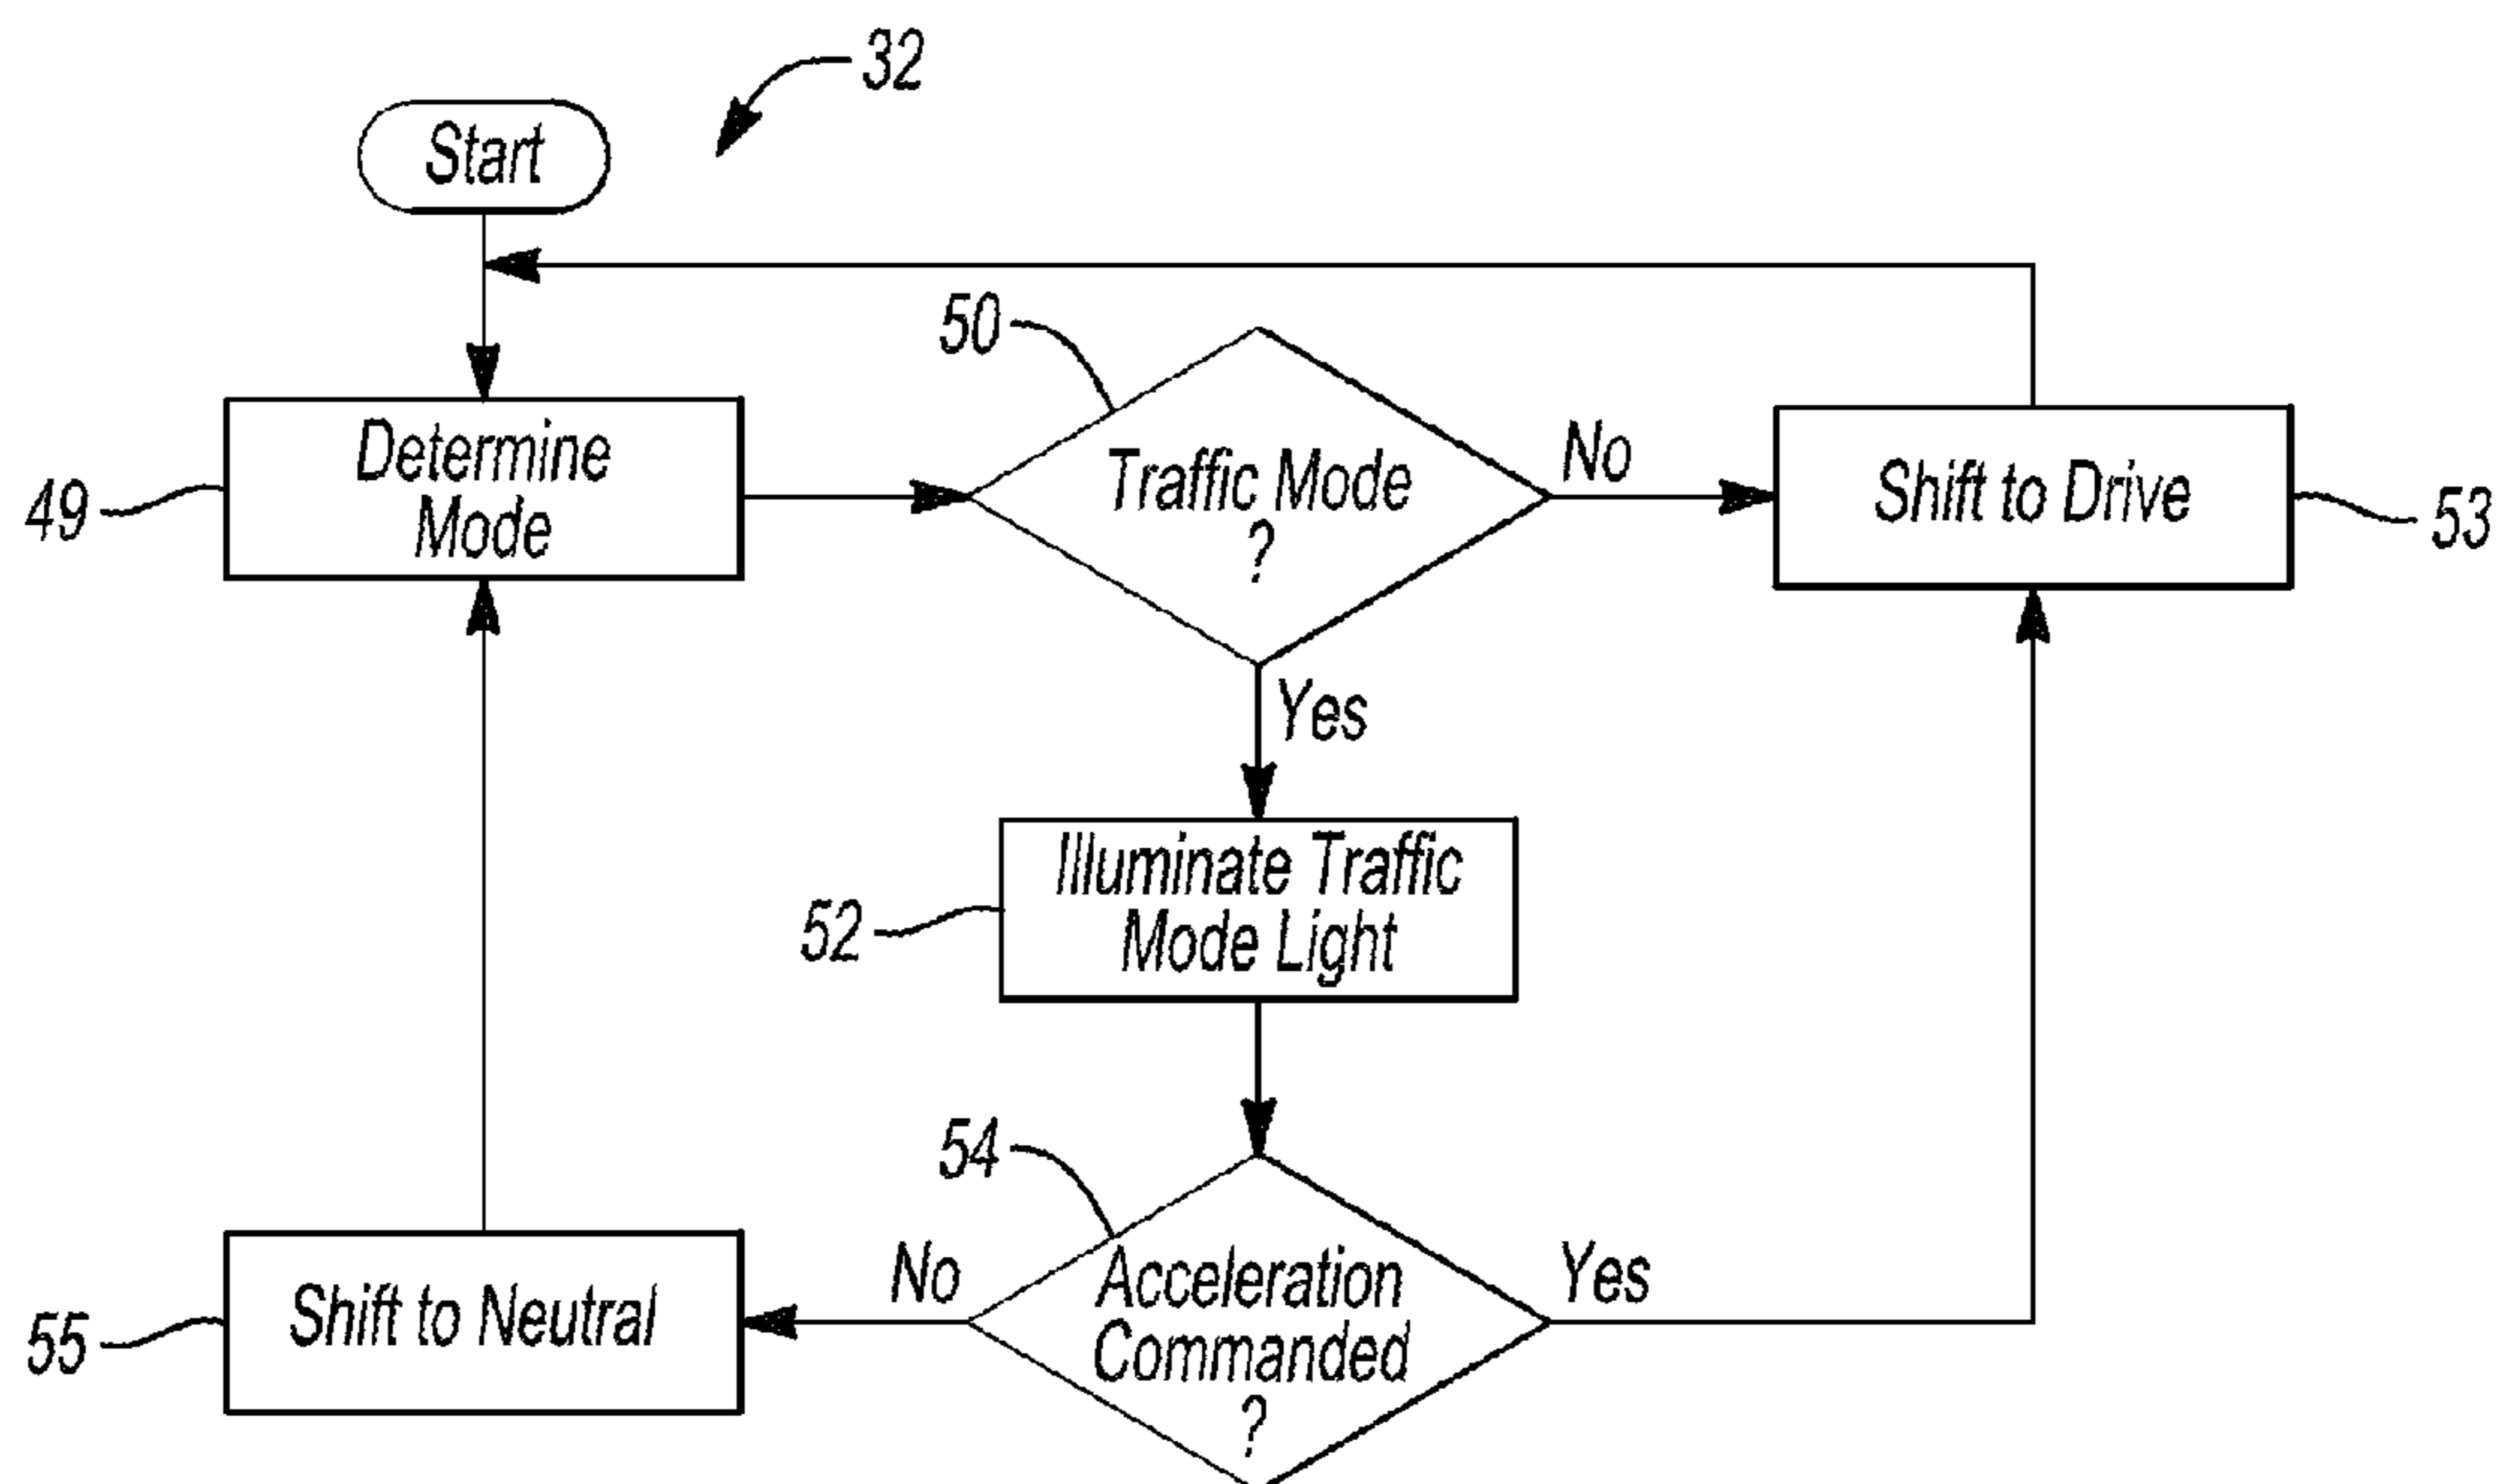 32
Start
50
Determine
Mode
49
Traffic Mode
?
No
Shift to Drive
53
Yes
Illuminate Traffic
Mode Light
52
54
Acceleration
Commanded
?
No
Yes
Shift to Neutral
55